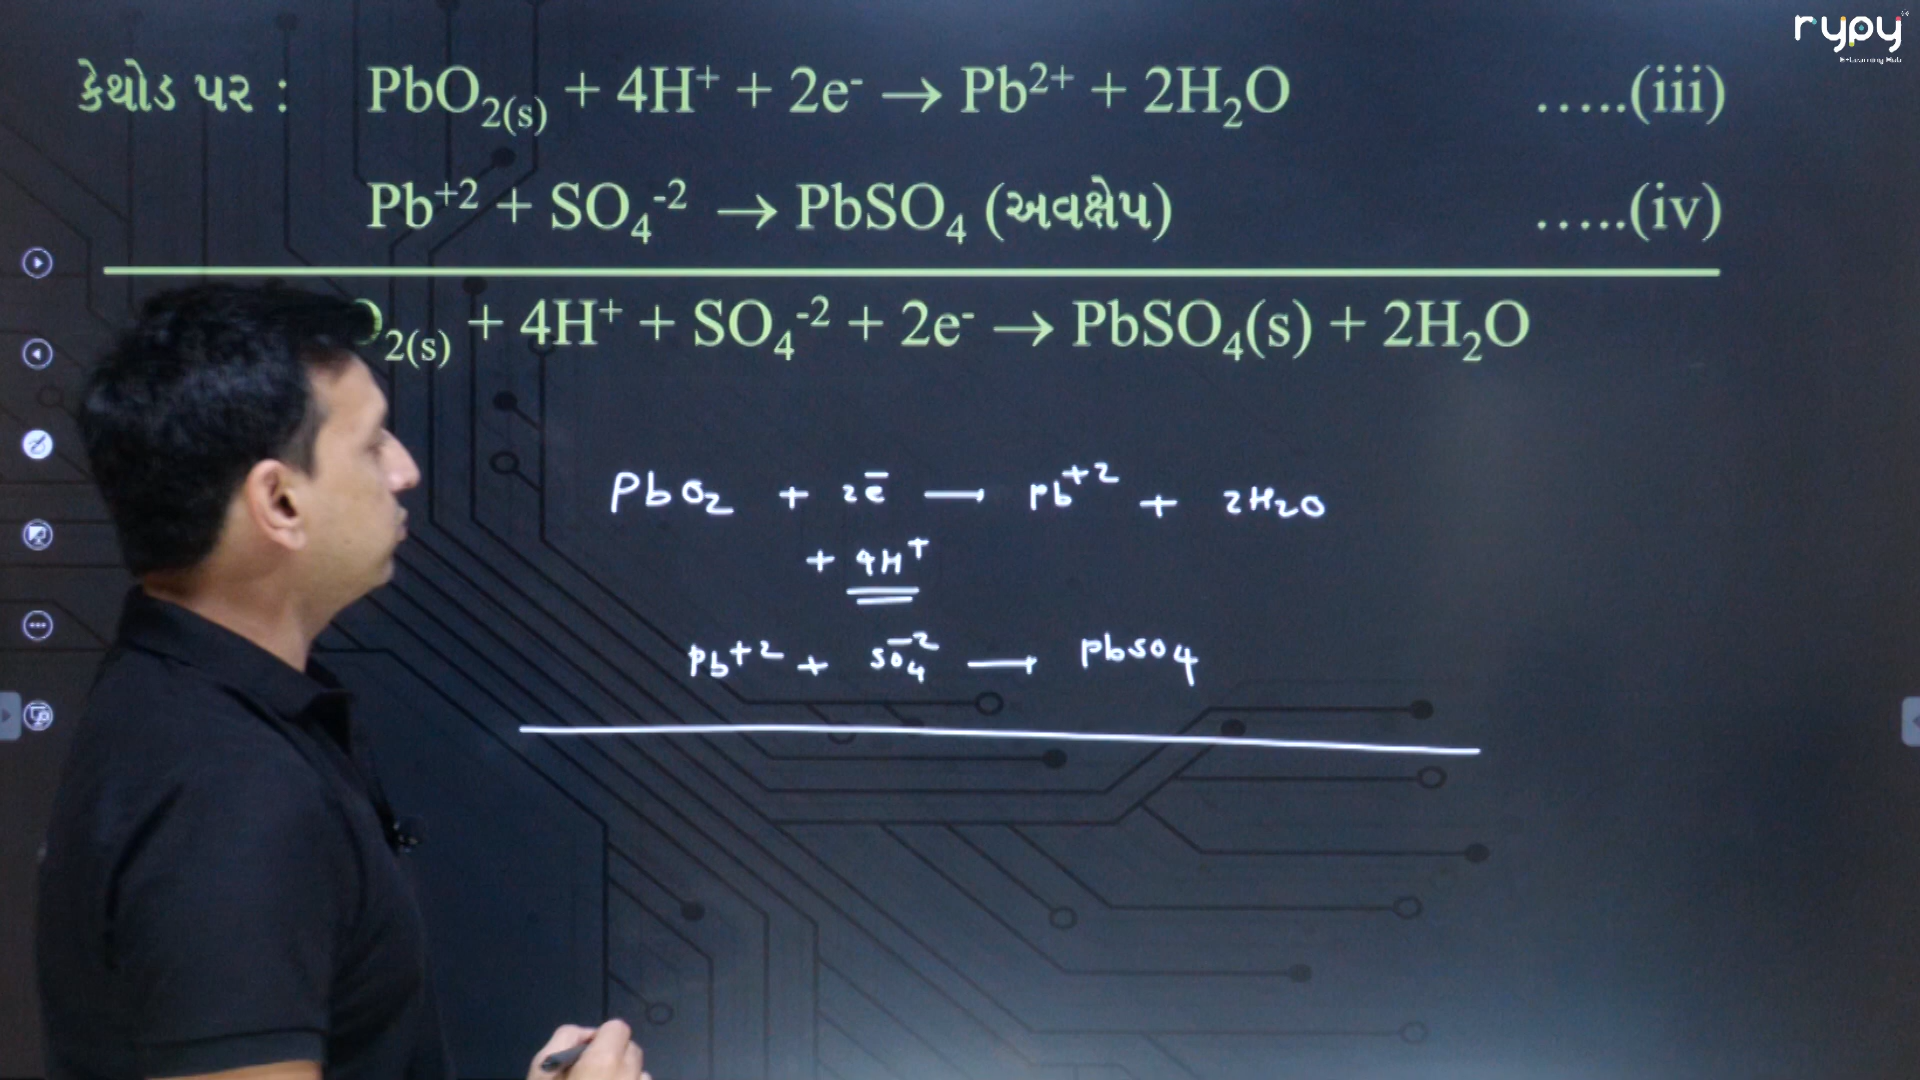 rypy
કેથોડ પર : PbO₂₍ₛ₎ + 4H⁺ + 2e⁻ → Pb²⁺ + 2H₂O …..(iii)
Pb⁺² + SO₄⁻² → PbSO₄ (અવક્ષેપ) …..(iv)
₂₍ₛ₎ + 4H⁺ + SO₄⁻² + 2e⁻ → PbSO₄(s) + 2H₂O
PbO₂ + 2e̅ → Pb⁺² + 2H₂O
+ 4H⁺
Pb⁺² + SO₄⁻² → PbSO₄